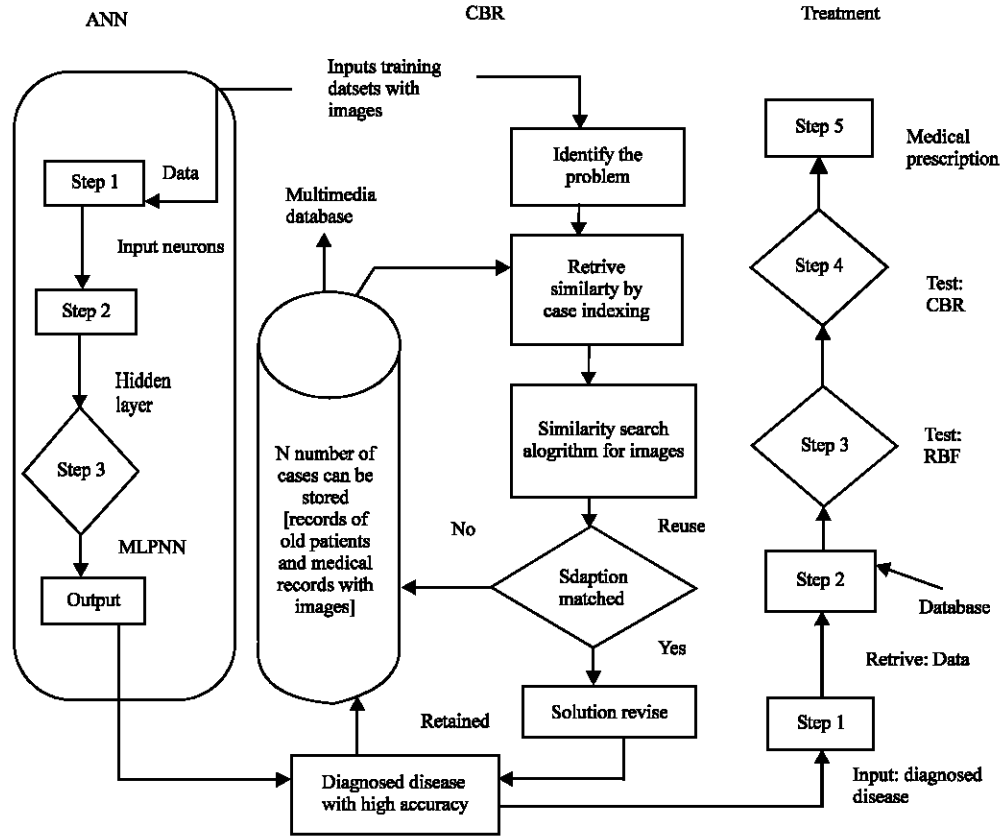 ANN
CBR
Treatment
Inputs training
datsets with
images
Step 1
Data
Input neurons
Step 2
Hidden
layer
Step 3
MLPNN
Output
Multimedia
database
N number of
cases can be
stored
[records of
old patients
and medical
records with
images]
Identify the
problem
Retrive
similarty by
case indexing
Similarity search
alogrithm for images
No
Reuse
Sdaption
matched
Yes
Solution revise
Retained
Diagnosed disease
with high accuracy
Step 5
Medical
prescription
Step 4
Test:
CBR
Step 3
Test:
RBF
Step 2
Database
Retrive: Data
Step 1
Input: diagnosed
disease